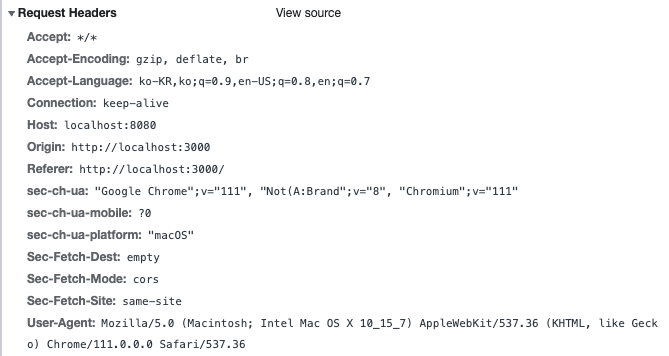 ▼Request Headers View source
Accept: */*
Accept-Encoding: gzip, deflate, br
Accept-Language: ko-KR,ko;q=0.9,en-US;q=0.8,en;q=0.7
Connection: keep-alive
Host: localhost:8080
Origin: http://localhost:3000
Referer: http://localhost:3000/
sec-ch-ua: "Google Chrome";v="111", "Not(A:Brand";v="8", "Chromium";v="111"
sec-ch-ua-mobile: ?0
sec-ch-ua-platform: "macOS"
Sec-Fetch-Dest: empty
Sec-Fetch-Mode: cors
Sec-Fetch-Site: same-site
User-Agent: Mozilla/5.0 (Macintosh; Intel Mac OS X 10_15_7) AppleWebKit/537.36 (KHTML, like Geck
o) Chrome/111.0.0.0 Safari/537.36